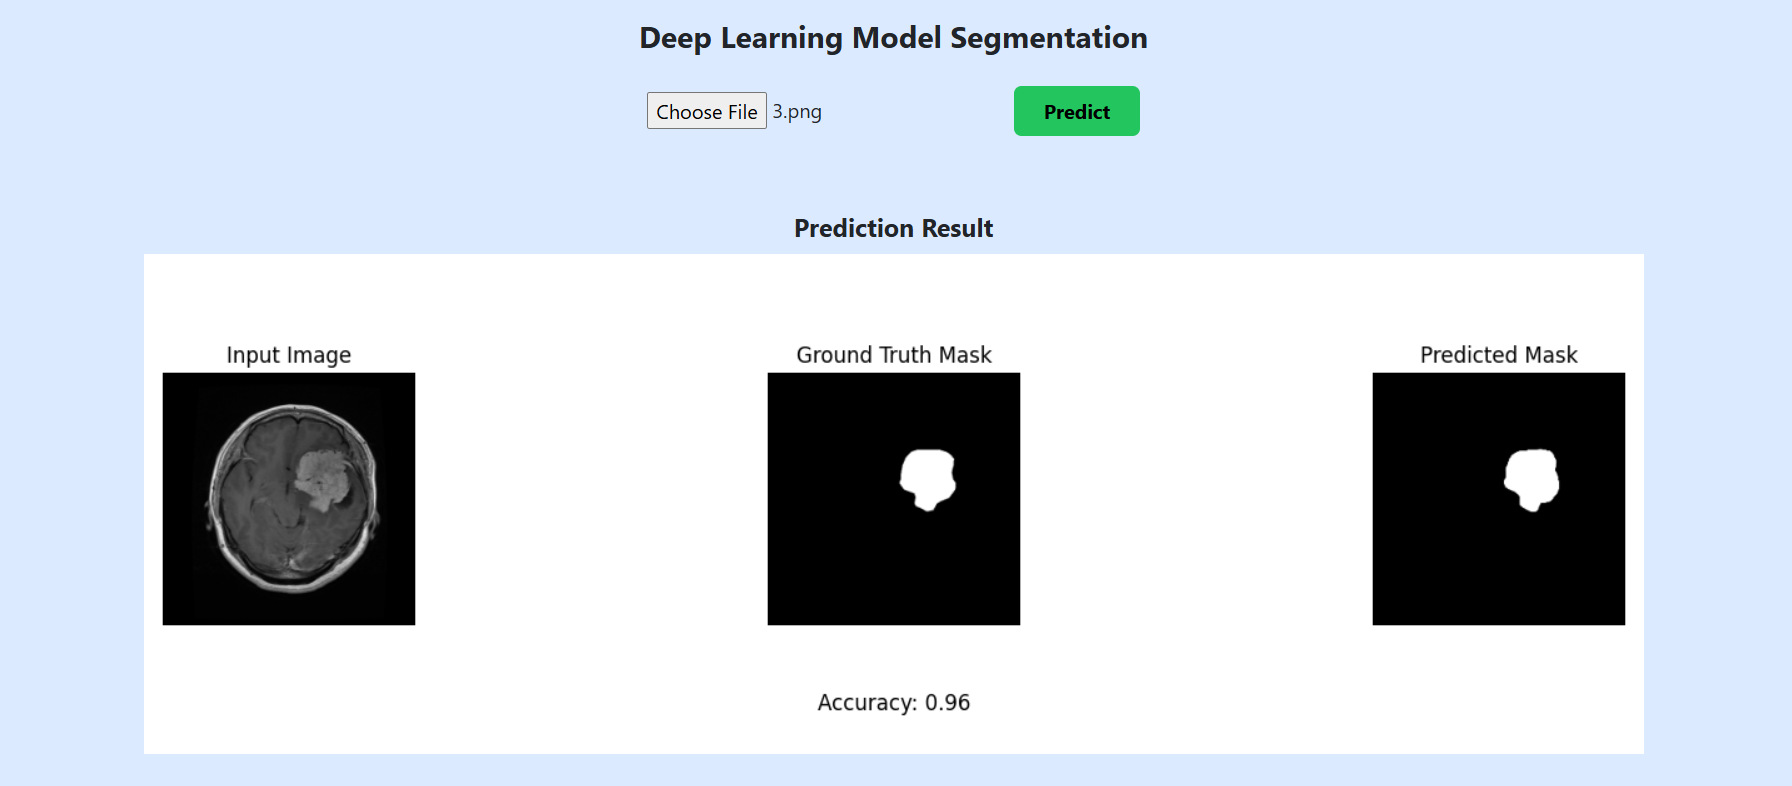 Deep Learning Model Segmentation
Choose File 3.png
Predict
Prediction Result
Input Image
Ground Truth Mask
Predicted Mask
Accuracy: 0.96